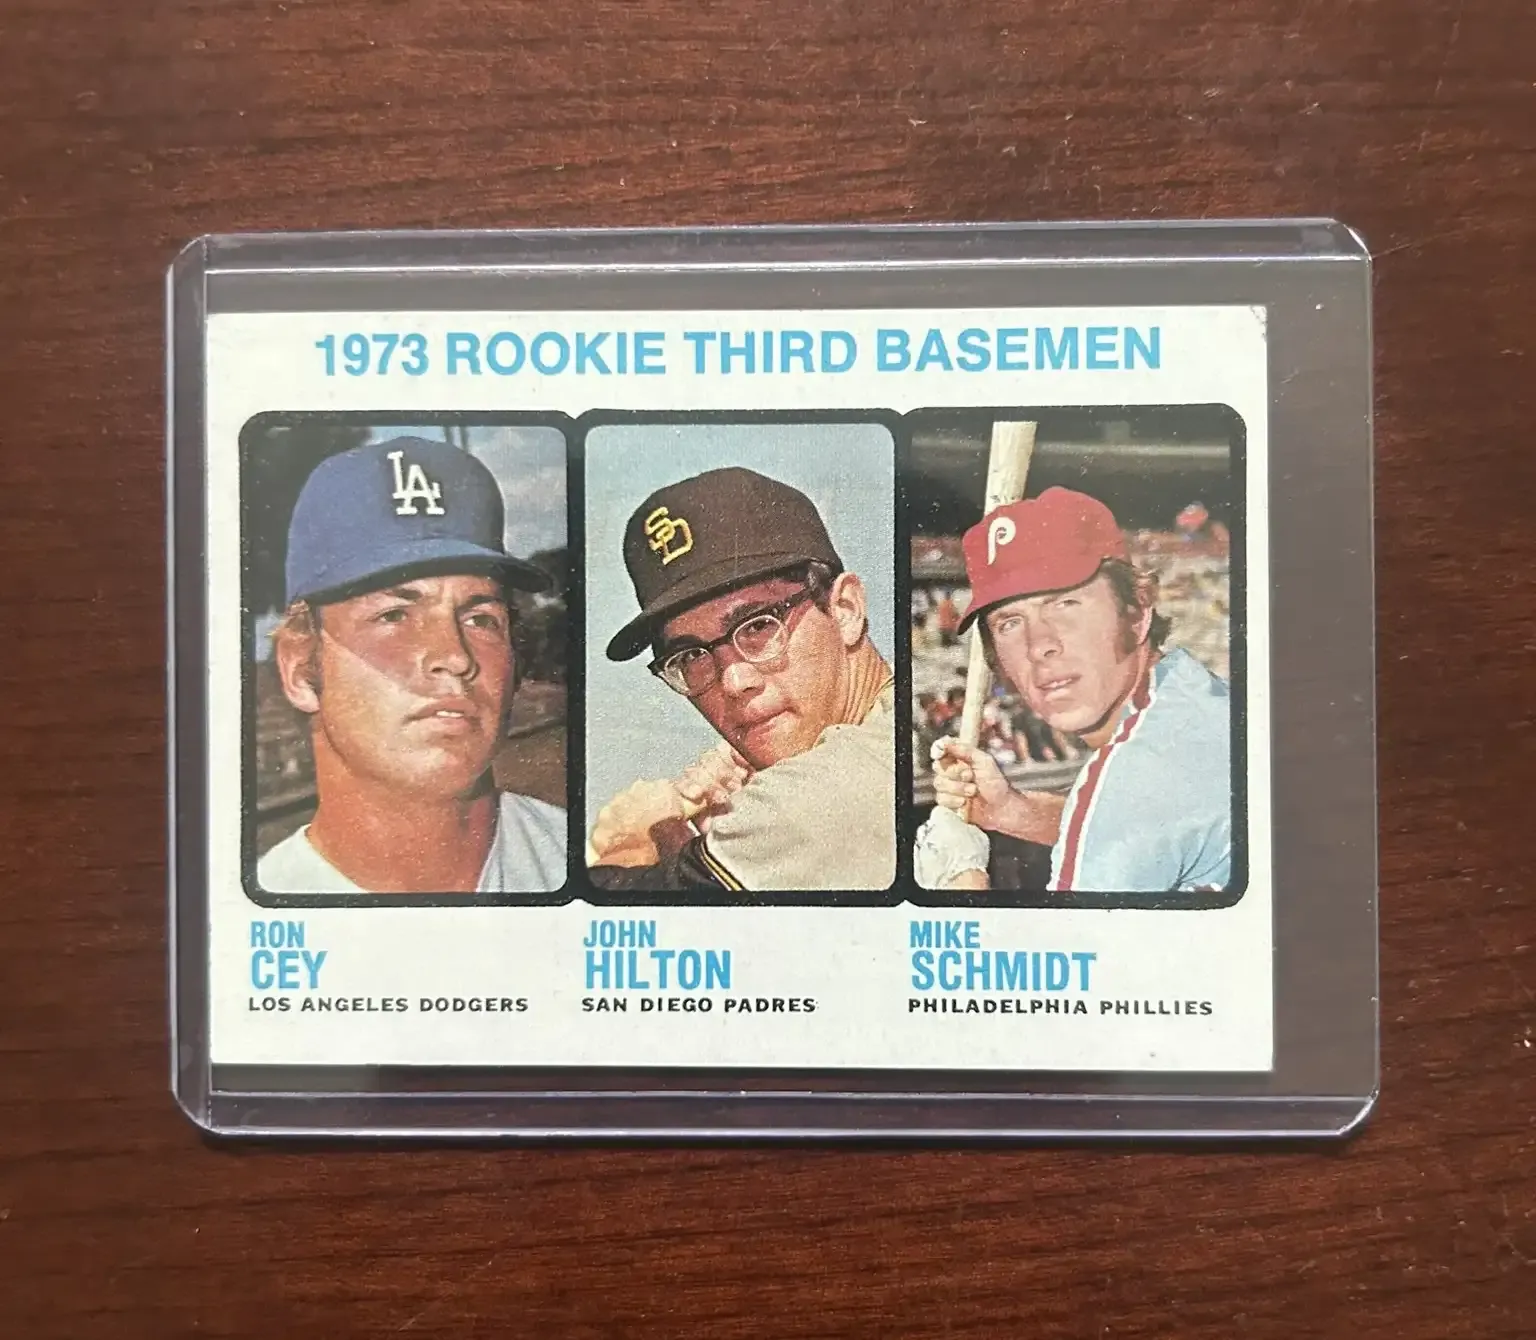 1973 ROOKIE THIRD BASEMEN
LA
SD
P
RON
CEY
LOS ANGELES DODGERS
JOHN
HILTON
SAN DIEGO PADRES
MIKE
SCHMIDT
PHILADELPHIA PHILLIES